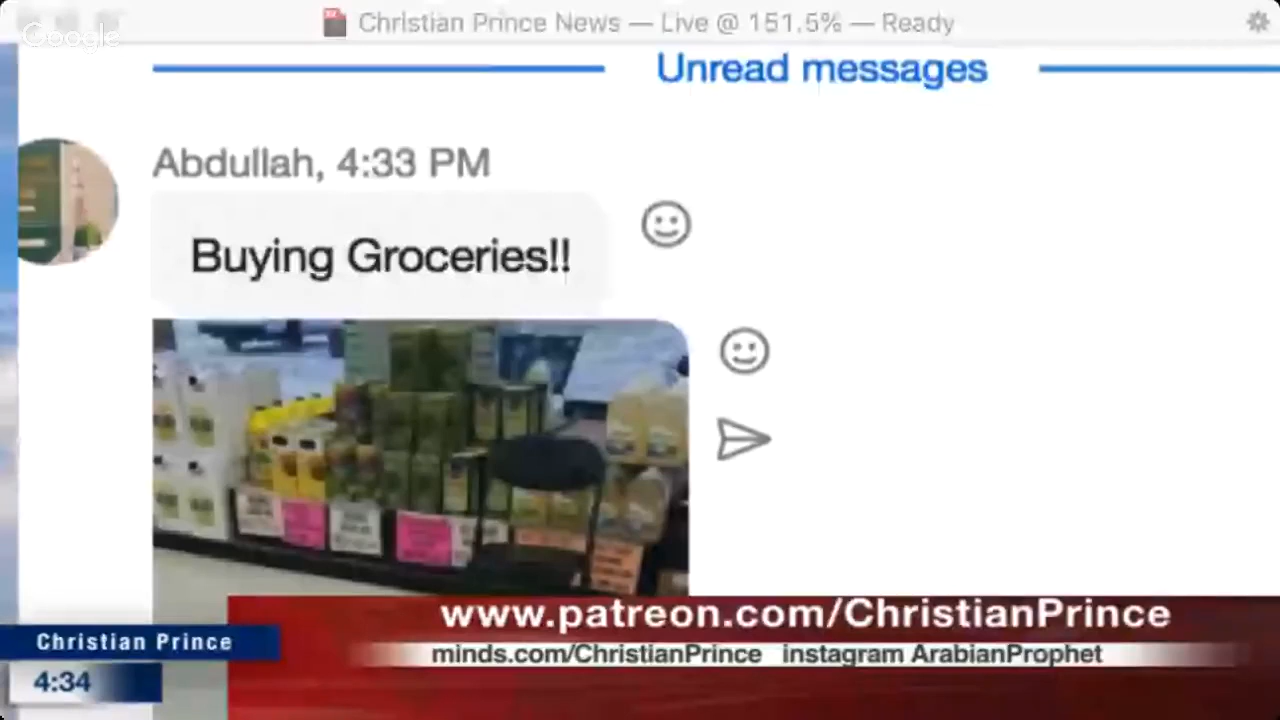 Google
Christian Prince News — Live @ 151.5% — Ready
Unread messages
Abdullah, 4:33 PM
Buying Groceries!!
www.patreon.com/ChristianPrince
Christian Prince
minds.com/ChristianPrince instagram ArabianProphet
4:34